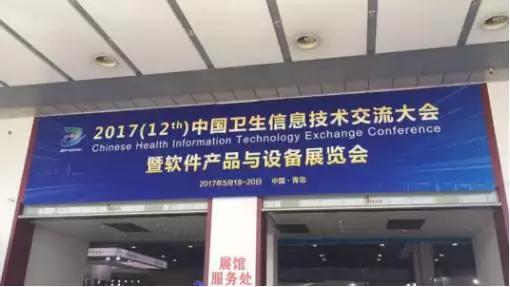 2017(12th)中国卫生信息技术交流大会
Chinese Health Information Technology Exchange Conference
暨软件产品与设备展览会
2017年5月18-20日 中国·青岛
展馆
服务处